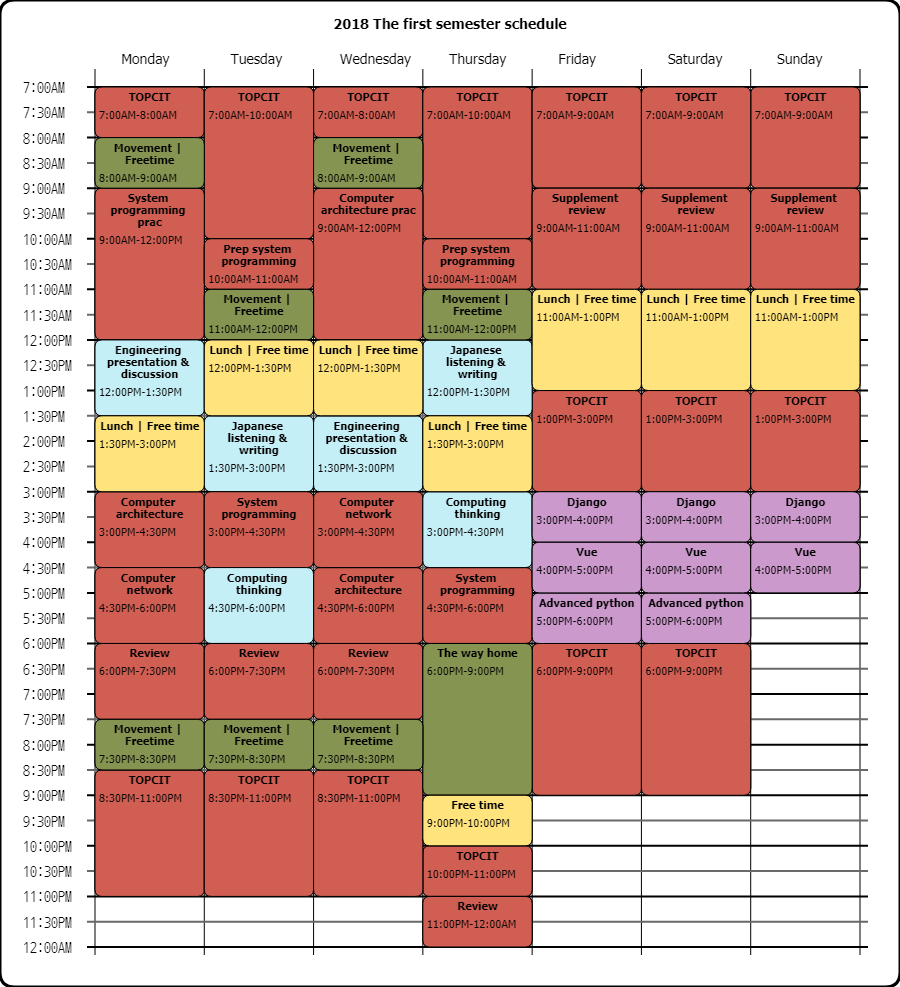 2018 The first semester schedule
Monday Tuesday Wednesday Thursday Friday Saturday Sunday
7:00AM
7:30AM
8:00AM
8:30AM
9:00AM
9:30AM
10:00AM
10:30AM
11:00AM
11:30AM
12:00PM
12:30PM
1:00PM
1:30PM
2:00PM
2:30PM
3:00PM
3:30PM
4:00PM
4:30PM
5:00PM
5:30PM
6:00PM
6:30PM
7:00PM
7:30PM
8:00PM
8:30PM
9:00PM
9:30PM
10:00PM
10:30PM
11:00PM
11:30PM
12:00AM
TOPCIT
7:00AM-8:00AM
Movement |
Freetime
8:00AM-9:00AM
System
programming
prac
9:00AM-12:00PM
Engineering
presentation &
discussion
12:00PM-1:30PM
Lunch | Free time
1:30PM-3:00PM
Computer
architecture
3:00PM-4:30PM
Computer
network
4:30PM-6:00PM
Review
6:00PM-7:30PM
Movement |
Freetime
7:30PM-8:30PM
TOPCIT
8:30PM-11:00PM
TOPCIT
7:00AM-10:00AM
Prep system
programming
10:00AM-11:00AM
Movement |
Freetime
11:00AM-12:00PM
Lunch | Free time
12:00PM-1:30PM
Japanese
listening &
writing
1:30PM-3:00PM
System
programming
3:00PM-4:30PM
Computing
thinking
4:30PM-6:00PM
Review
6:00PM-7:30PM
Movement |
Freetime
7:30PM-8:30PM
TOPCIT
8:30PM-11:00PM
TOPCIT
7:00AM-8:00AM
Movement |
Freetime
8:00AM-9:00AM
Computer
architecture prac
9:00AM-12:00PM
Lunch | Free time
12:00PM-1:30PM
Engineering
presentation &
discussion
1:30PM-3:00PM
Computer
network
3:00PM-4:30PM
Computer
architecture
4:30PM-6:00PM
Review
6:00PM-7:30PM
Movement |
Freetime
7:30PM-8:30PM
TOPCIT
8:30PM-11:00PM
TOPCIT
7:00AM-10:00AM
Prep system
programming
10:00AM-11:00AM
Movement |
Freetime
11:00AM-12:00PM
Japanese
listening &
writing
12:00PM-1:30PM
Lunch | Free time
1:30PM-3:00PM
Computing
thinking
3:00PM-4:30PM
System
programming
4:30PM-6:00PM
The way home
6:00PM-9:00PM
Free time
9:00PM-10:00PM
TOPCIT
10:00PM-11:00PM
Review
11:00PM-12:00AM
TOPCIT
7:00AM-9:00AM
Supplement
review
9:00AM-11:00AM
Lunch | Free time
11:00AM-1:00PM
TOPCIT
1:00PM-3:00PM
Django
3:00PM-4:00PM
Vue
4:00PM-5:00PM
Advanced python
5:00PM-6:00PM
TOPCIT
6:00PM-9:00PM
TOPCIT
7:00AM-9:00AM
Supplement
review
9:00AM-11:00AM
Lunch | Free time
11:00AM-1:00PM
TOPCIT
1:00PM-3:00PM
Django
3:00PM-4:00PM
Vue
4:00PM-5:00PM
Advanced python
5:00PM-6:00PM
TOPCIT
6:00PM-9:00PM
TOPCIT
7:00AM-9:00AM
Supplement
review
9:00AM-11:00AM
Lunch | Free time
11:00AM-1:00PM
TOPCIT
1:00PM-3:00PM
Django
3:00PM-4:00PM
Vue
4:00PM-5:00PM